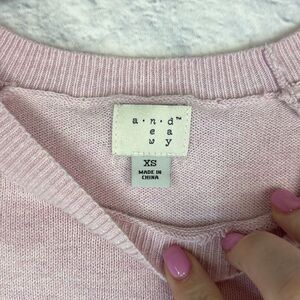 a • n • d™
e a
w y
XS
MADE IN
CHINA